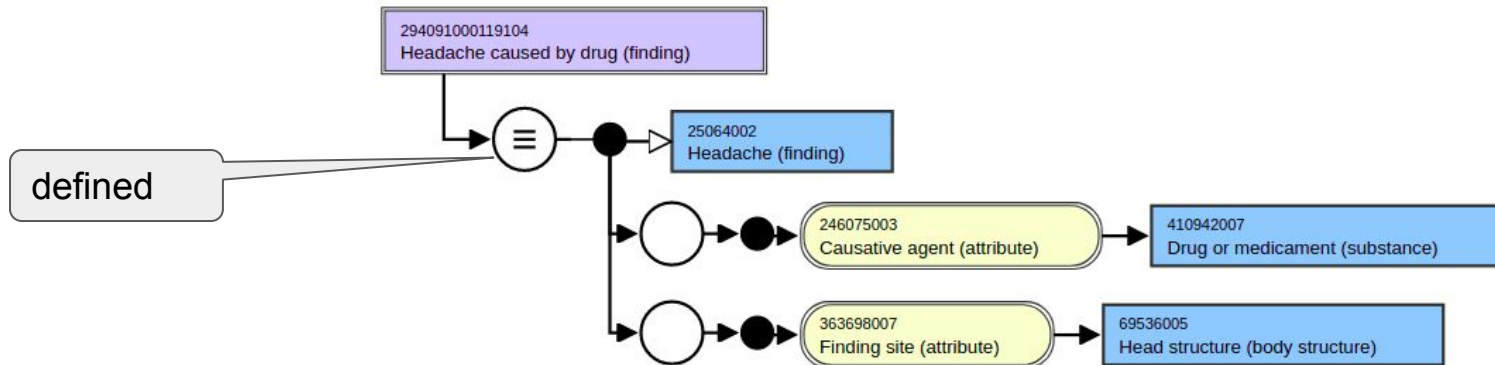 294091000119104
Headache caused by drug (finding)
≡
25064002
Headache (finding)
defined
246075003
Causative agent (attribute)
410942007
Drug or medicament (substance)
363698007
Finding site (attribute)
69536005
Head structure (body structure)